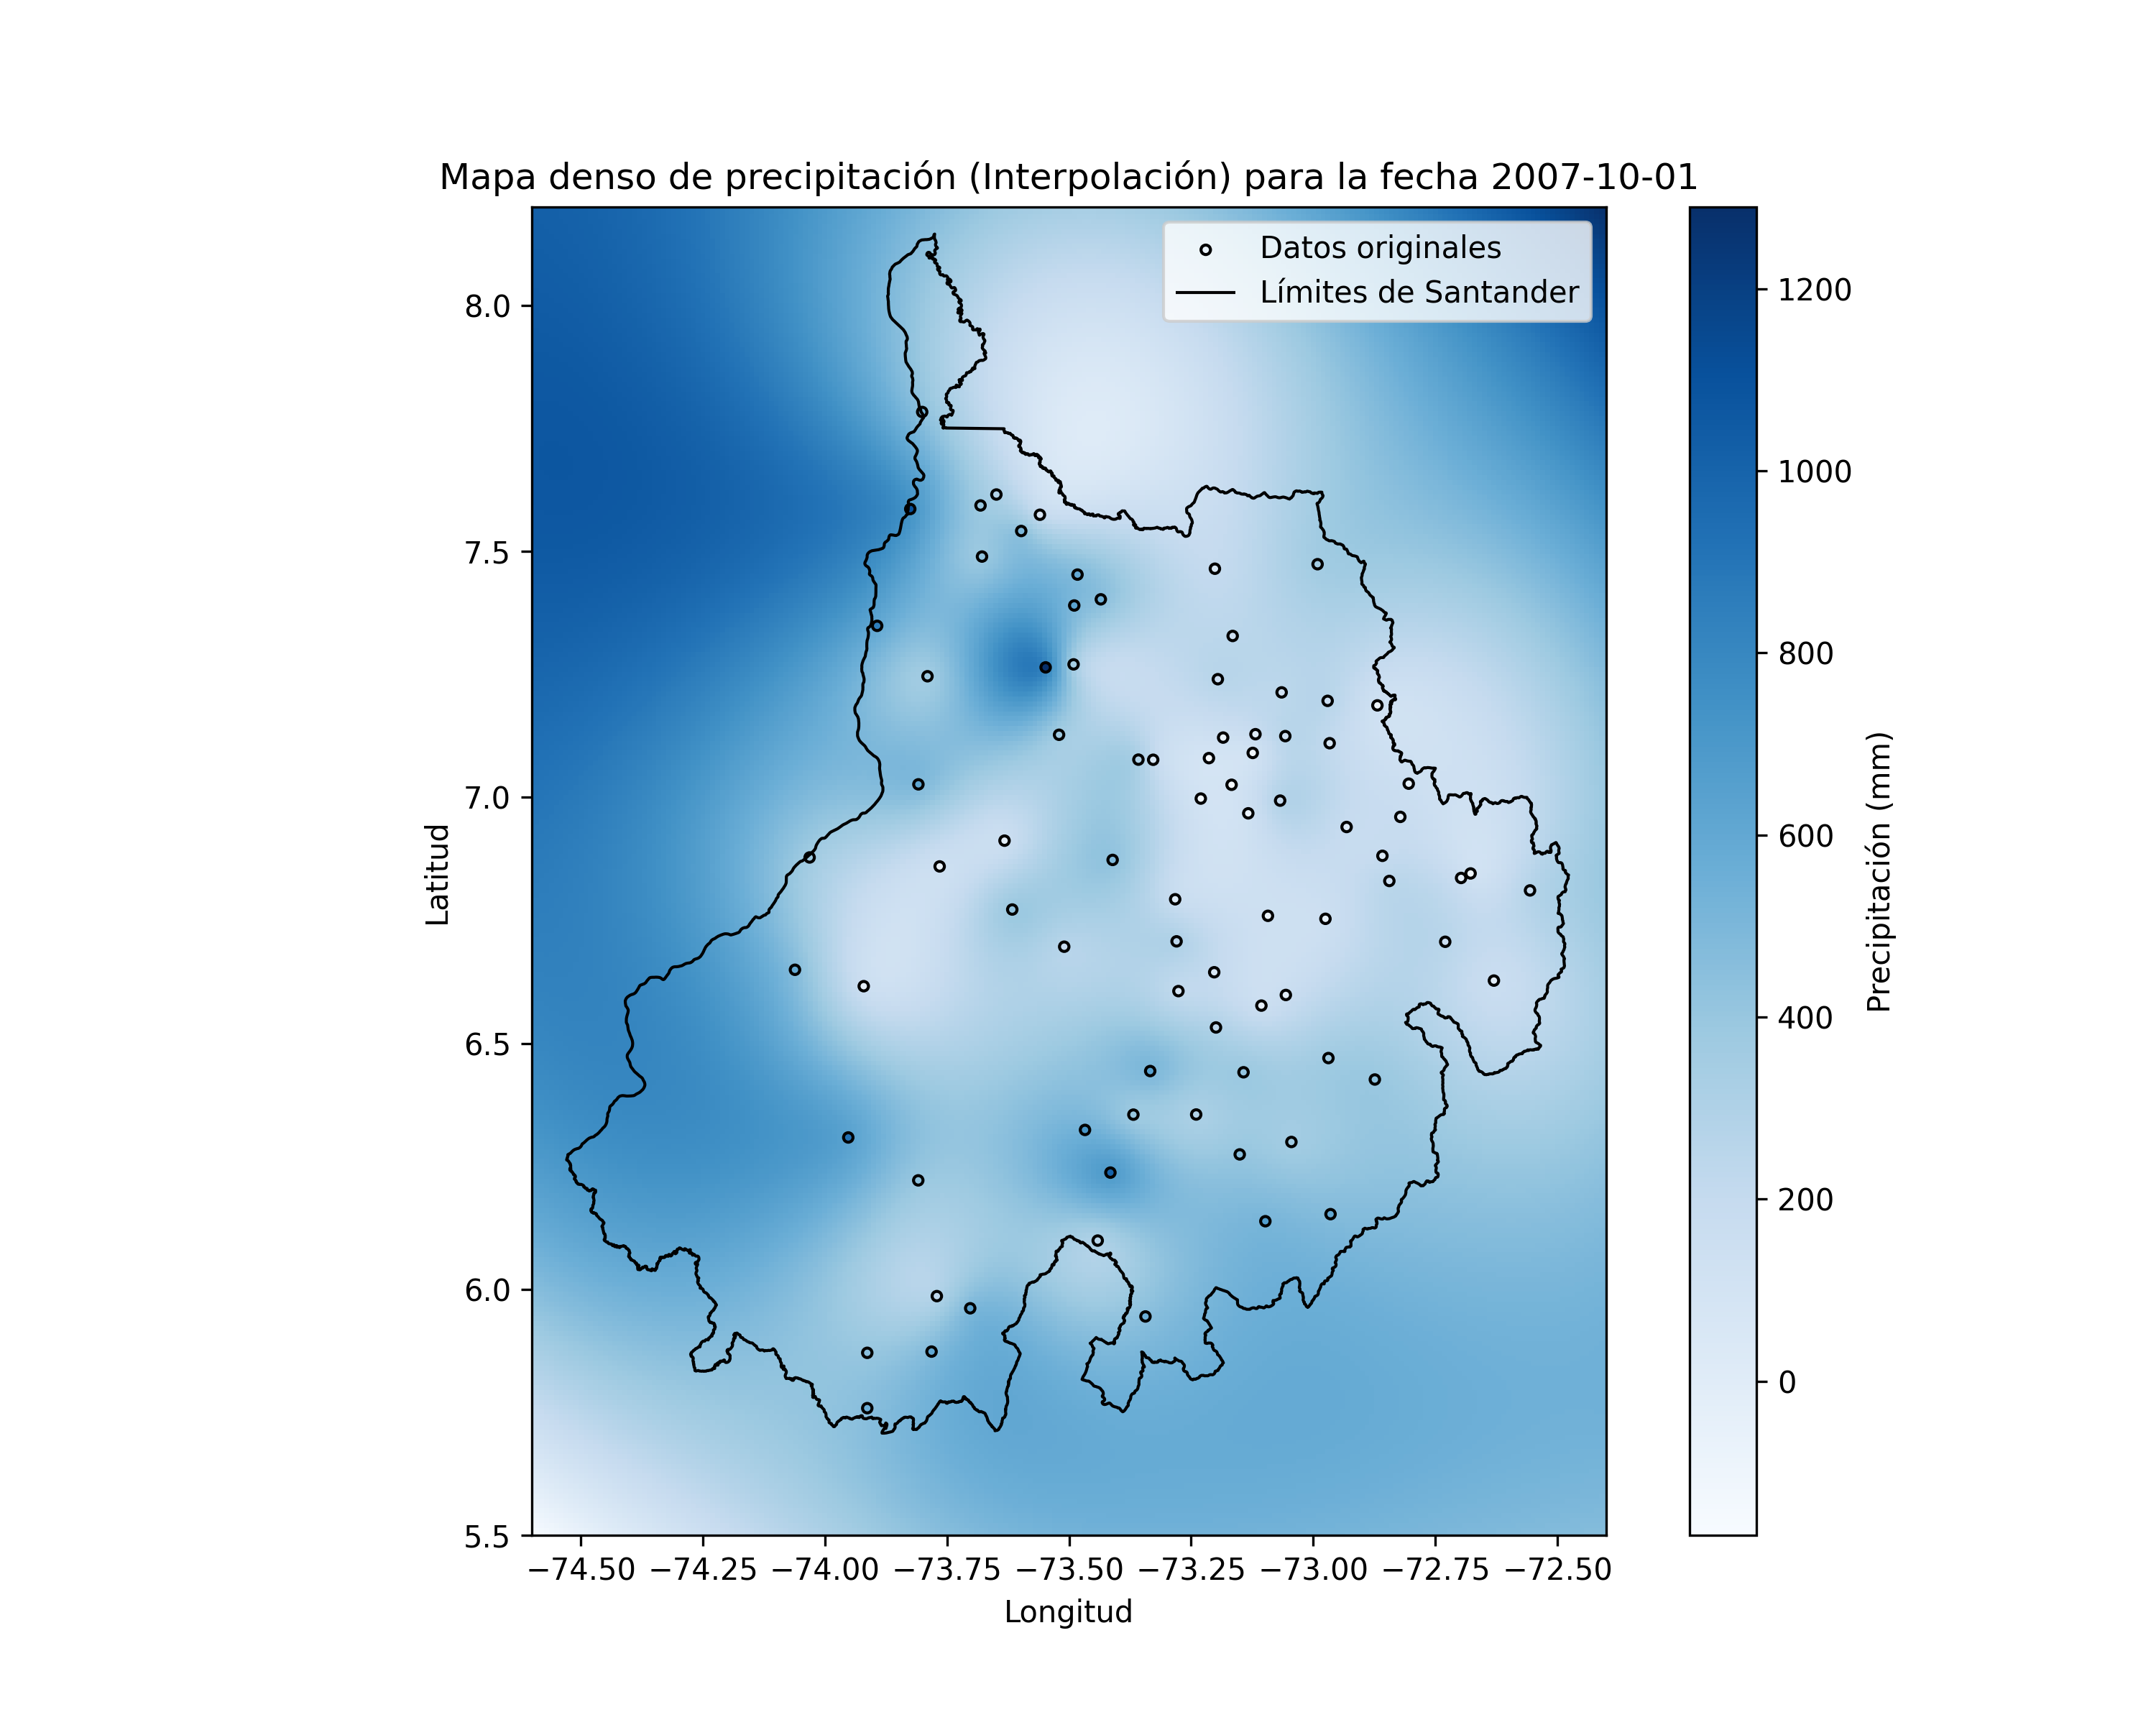 Mapa denso de precipitación (Interpolación) para la fecha 2007-10-01
Datos originales
Límites de Santander
8.0
7.5
7.0
6.5
6.0
5.5
Latitud
−74.50 −74.25 −74.00 −73.75 −73.50 −73.25 −73.00 −72.75 −72.50
Longitud
1200
1000
800
600
400
200
0
Precipitación (mm)